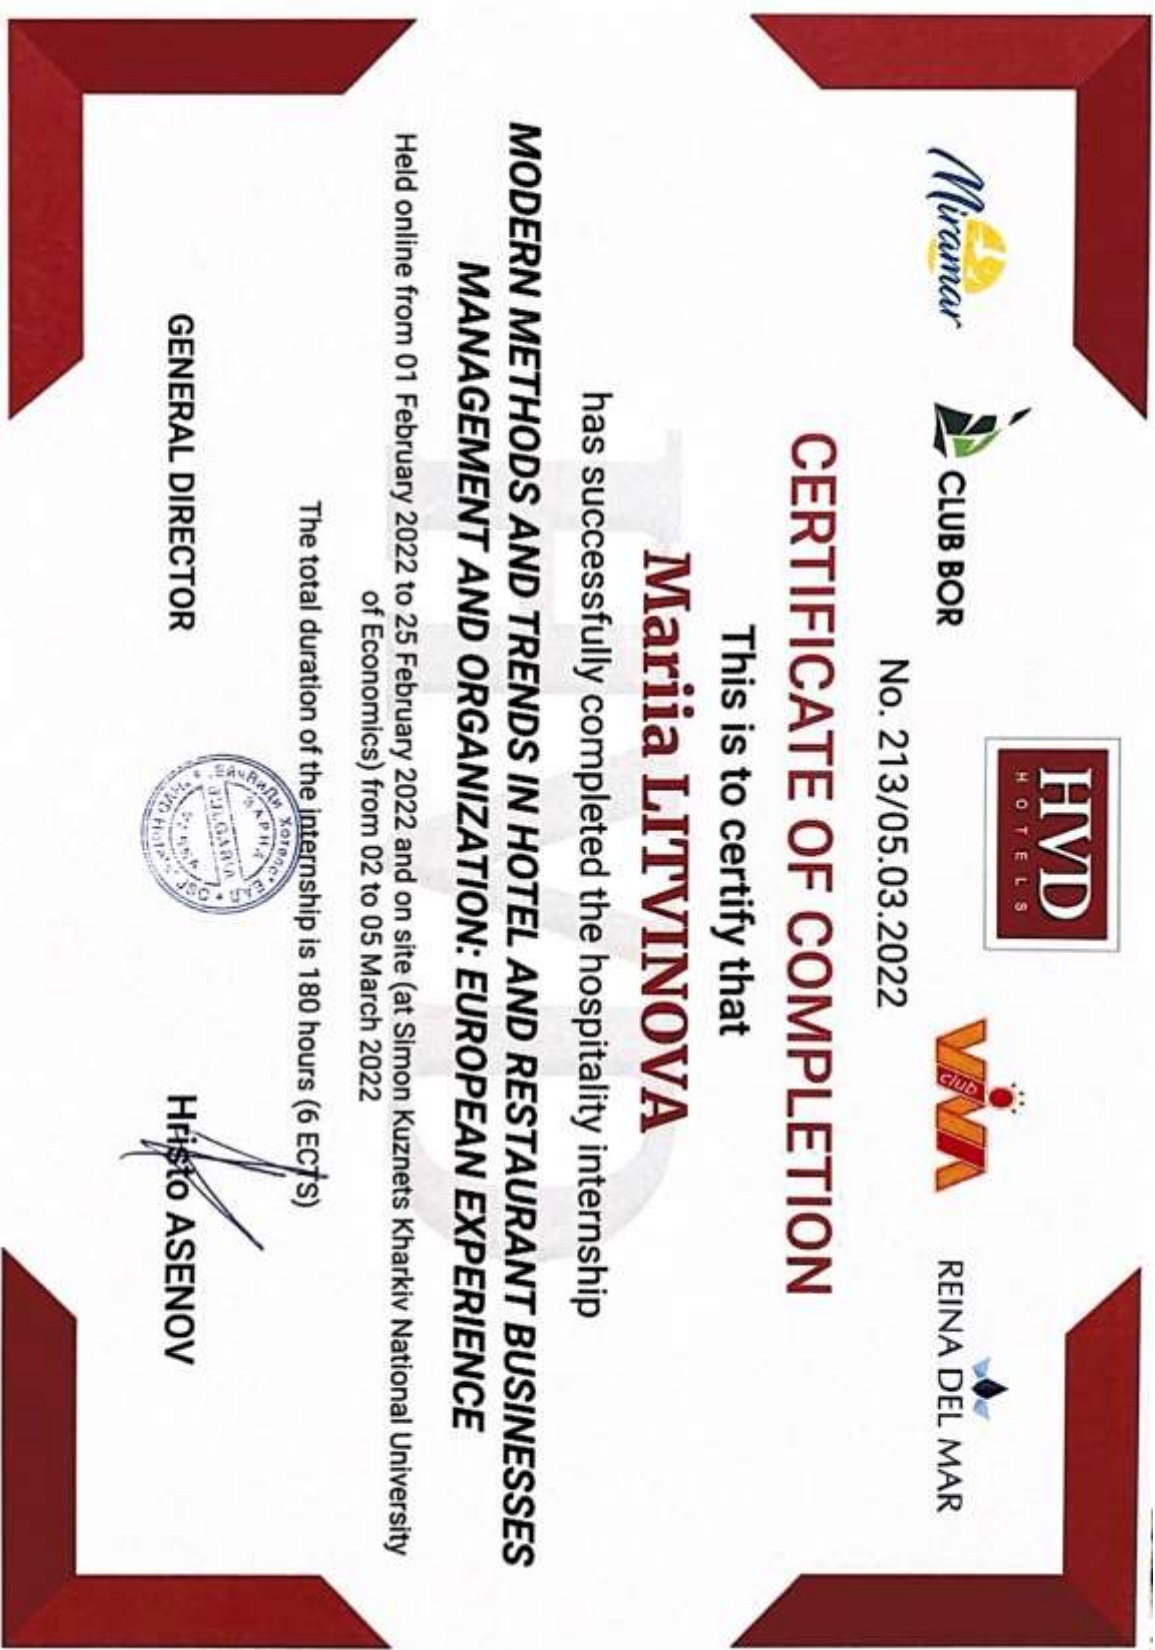 Miramar
CLUB BOR
HVD
HOTELS
VIVA
club
REINA DEL MAR
No. 213/05.03.2022
CERTIFICATE OF COMPLETION
This is to certify that
Mariia LITVINOVA
has successfully completed the hospitality internship
MODERN METHODS AND TRENDS IN HOTEL AND RESTAURANT BUSINESSES
MANAGEMENT AND ORGANIZATION: EUROPEAN EXPERIENCE
Held online from 01 February 2022 to 25 February 2022 and on site (at Simon Kuznets Kharkiv National University
of Economics) from 02 to 05 March 2022
The total duration of the internship is 180 hours (6 ECTS)
GENERAL DIRECTOR
ВАРНА
BULGARIA
Hristo ASENOV